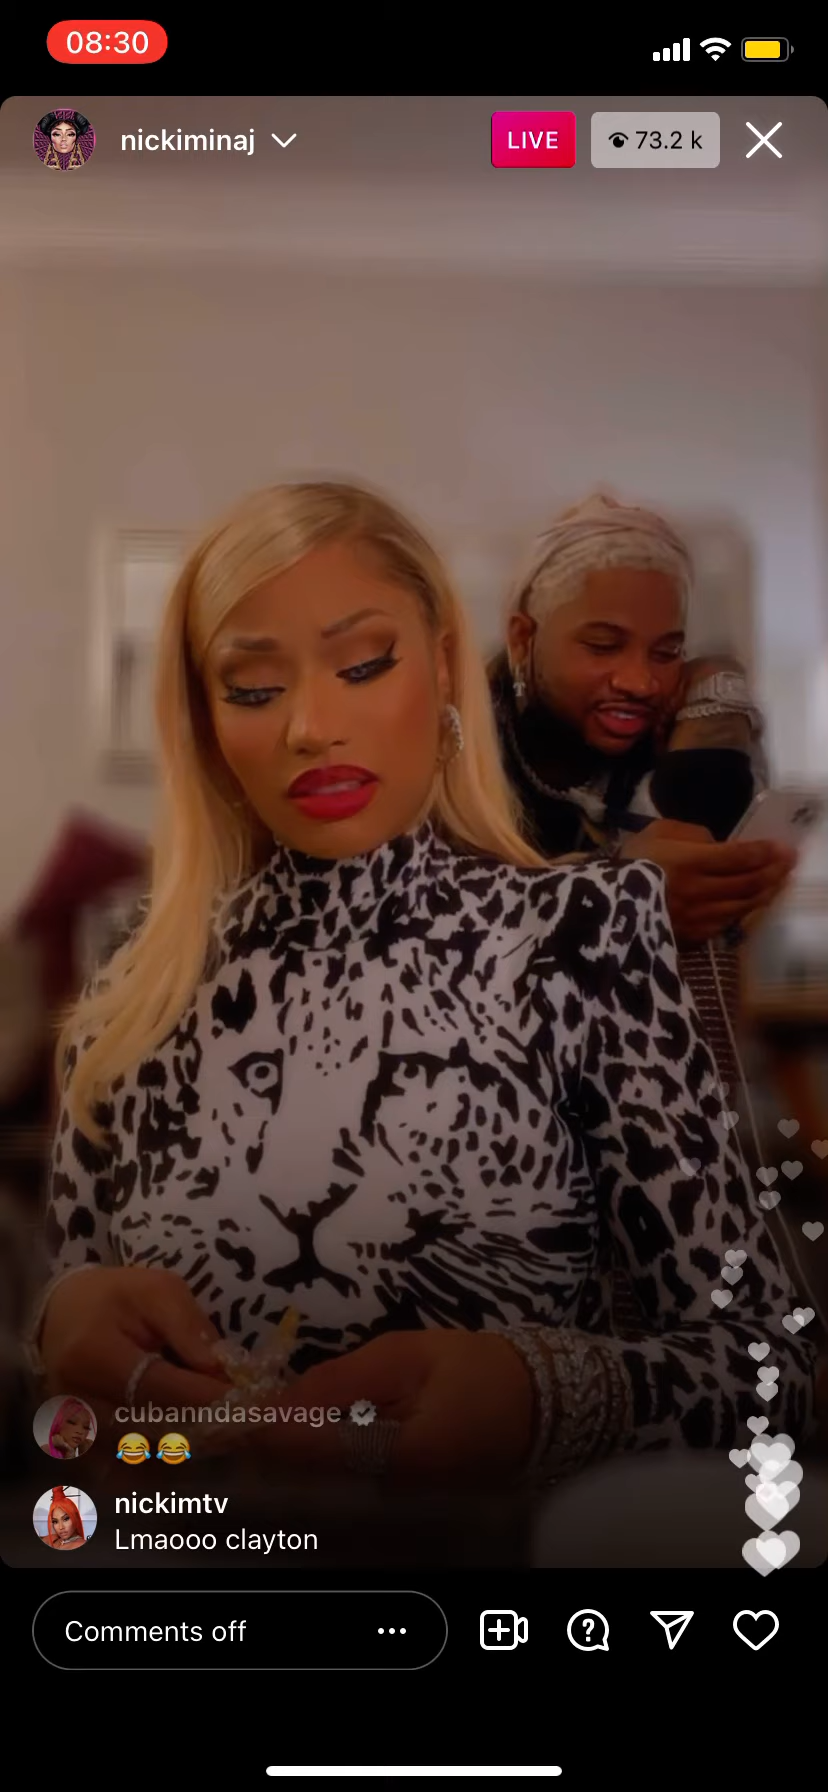 08:30
nickiminaj
LIVE
73.2 k
cubanndasavage
😂😂
nickimtv
Lmaooo clayton
Comments off